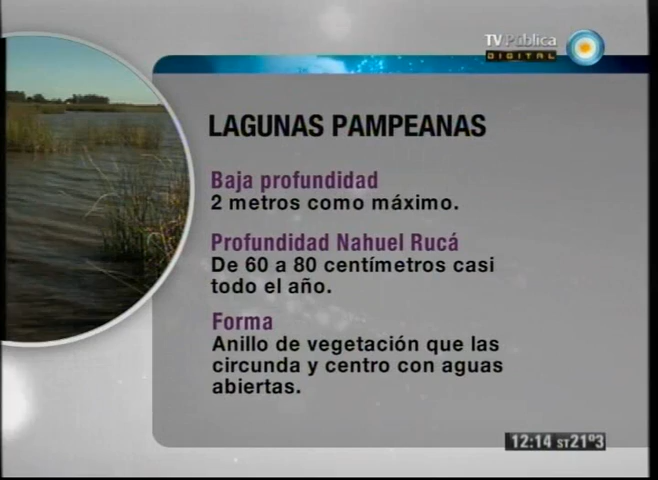 TV Pública
DIGITAL
LAGUNAS PAMPEANAS
Baja profundidad
2 metros como máximo.
Profundidad Nahuel Rucá
De 60 a 80 centímetros casi
todo el año.
Forma
Anillo de vegetación que las
circunda y centro con aguas
abiertas.
12:14 ST21º3